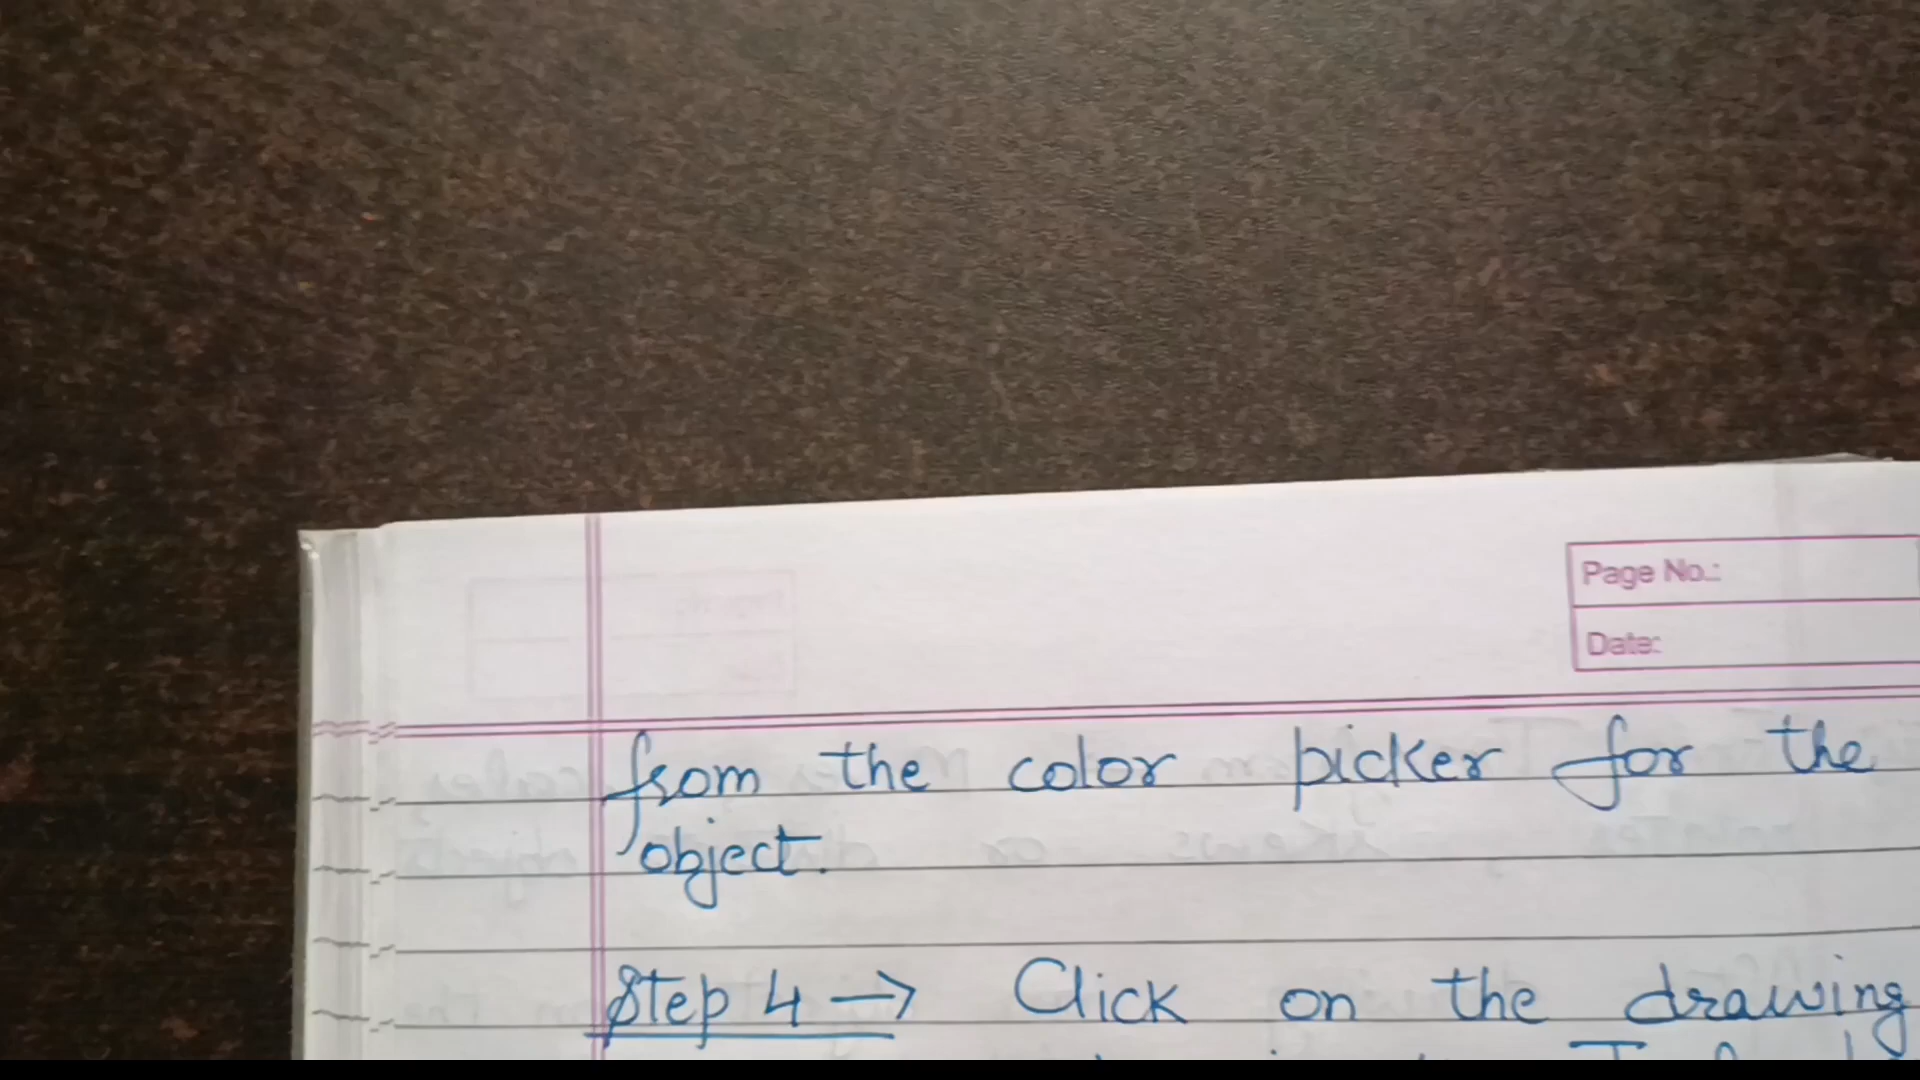 Page No.:
Date:
from the color picker for the
object.
Step 4 → Click on the drawing